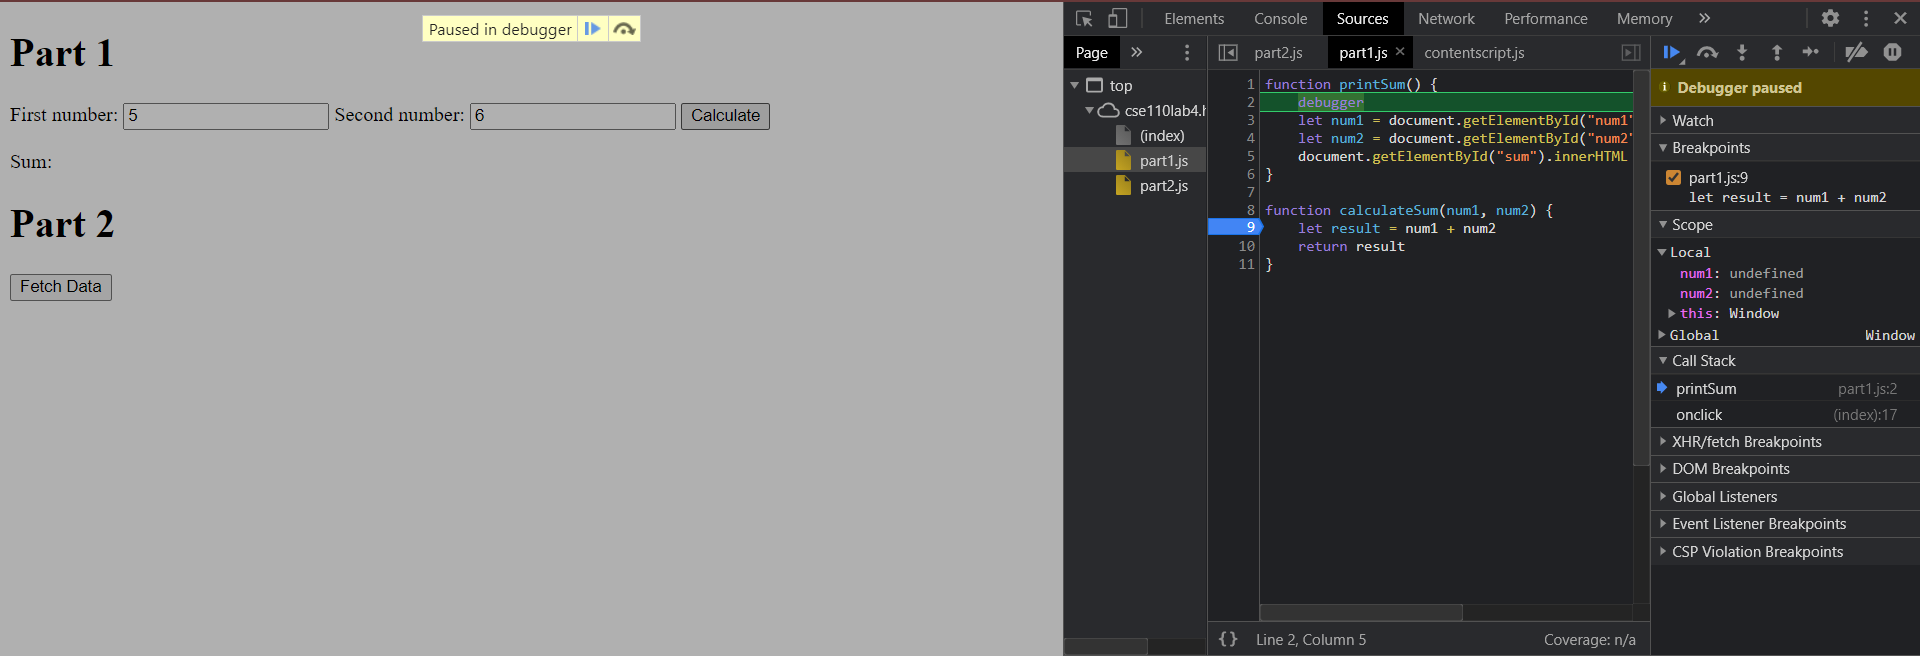 Paused in debugger
Part 1
First number: 5 Second number: 6 Calculate
Sum:
Part 2
Fetch Data
Elements Console Sources Network Performance Memory »
Page »
top
cse110lab4.h
(index)
part1.js
part2.js
part2.js part1.js × contentscript.js
1 function printSum() {
2 debugger
3 let num1 = document.getElementById("num1"
4 let num2 = document.getElementById("num2"
5 document.getElementById("sum").innerHTML
6 }
7
8 function calculateSum(num1, num2) {
9 let result = num1 + num2
10 return result
11 }
{} Line 2, Column 5 Coverage: n/a
Debugger paused
Watch
Breakpoints
part1.js:9
let result = num1 + num2
Scope
Local
num1: undefined
num2: undefined
this: Window
Global Window
Call Stack
printSum part1.js:2
onclick (index):17
XHR/fetch Breakpoints
DOM Breakpoints
Global Listeners
Event Listener Breakpoints
CSP Violation Breakpoints